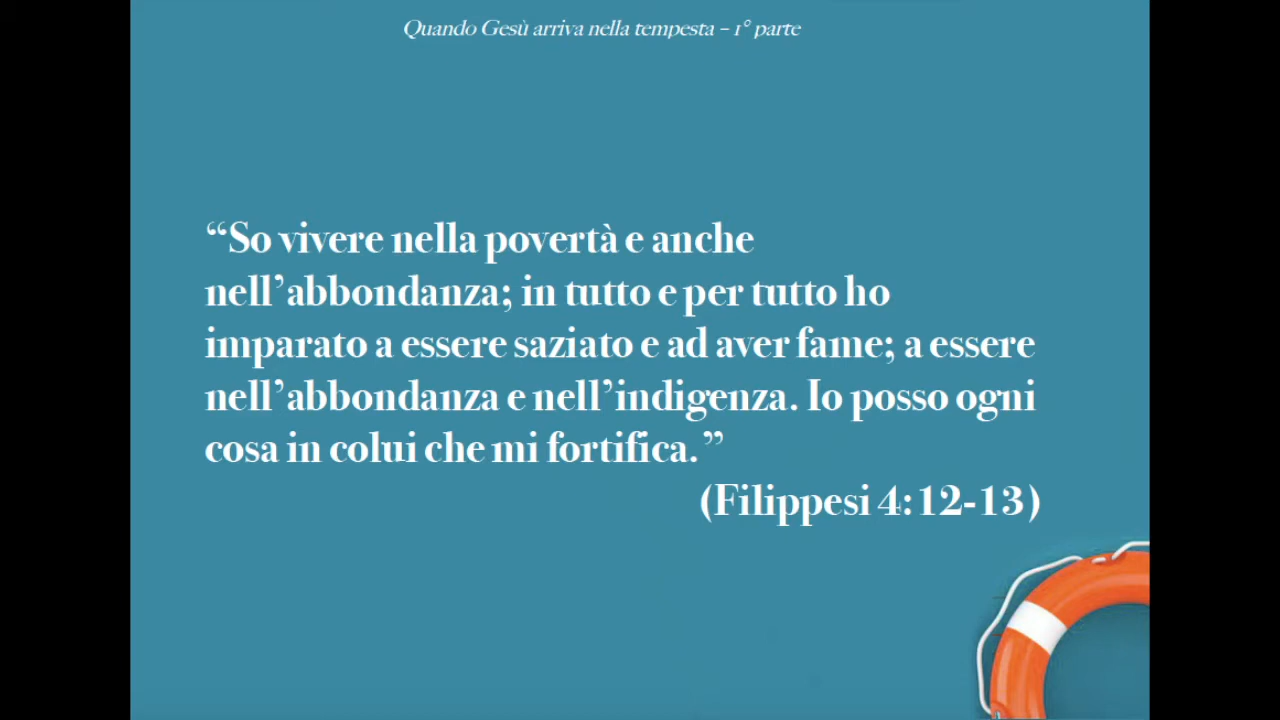 Quando Gesù arriva nella tempesta – 1° parte
“So vivere nella povertà e anche
nell’abbondanza; in tutto e per tutto ho
imparato a essere saziato e ad aver fame; a essere
nell’abbondanza e nell’indigenza. Io posso ogni
cosa in colui che mi fortifica.”
(Filippesi 4:12-13)